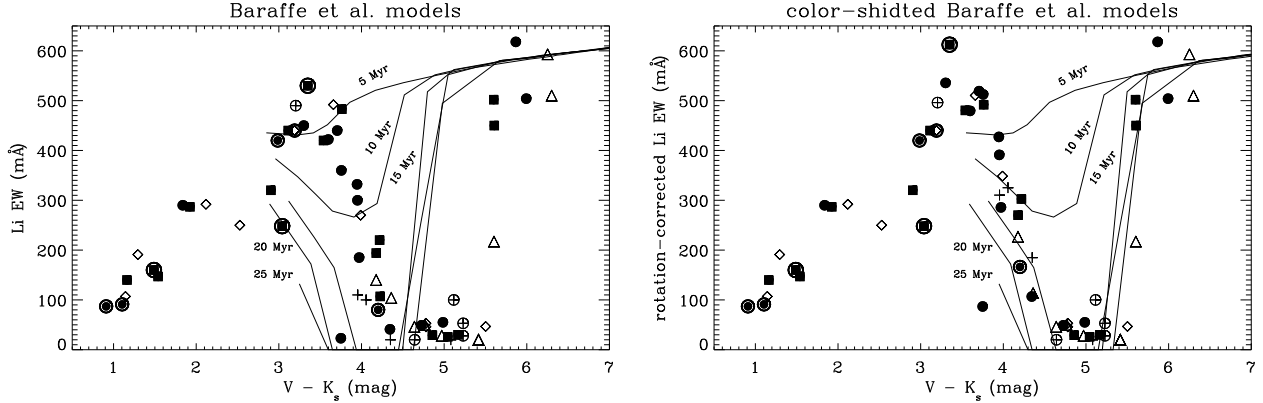 Baraffe et al. models
Li EW (mÅ)
600
500
400
300
200
100
0
5 Myr
10 Myr
15 Myr
20 Myr
25 Myr
1 2 3 4 5 6 7
V − Ks (mag)
color−shidted Baraffe et al. models
rotation−corrected Li EW (mÅ)
600
500
400
300
200
100
0
5 Myr
10 Myr
15 Myr
20 Myr
25 Myr
1 2 3 4 5 6 7
V − Ks (mag)